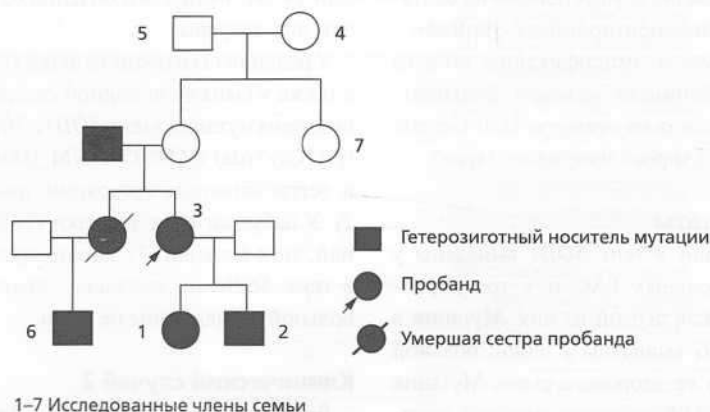 5
4
7
3
6
1
2
Гетерозиготный носитель мутации
Пробанд
Умершая сестра пробанда
1–7 Исследованные члены семьи